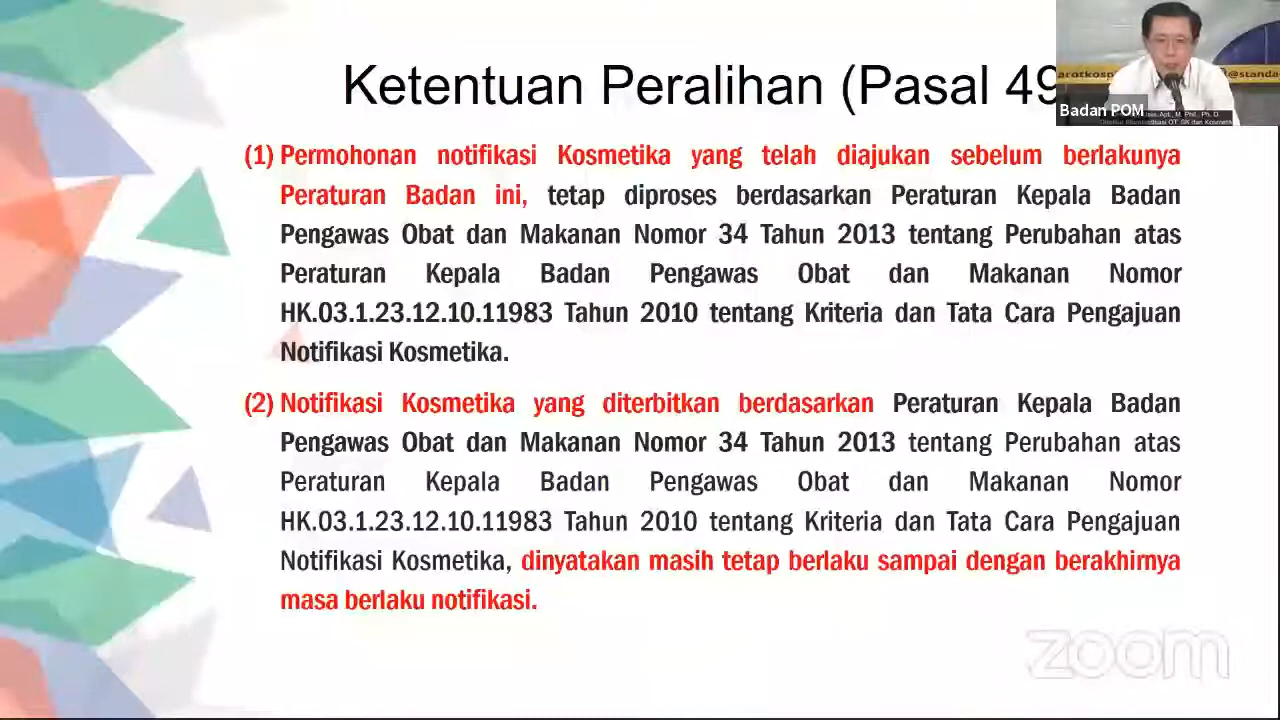 Ketentuan Peralihan (Pasal 49
Badan POM
(1) Permohonan notifikasi Kosmetika yang telah diajukan sebelum berlakunya
Peraturan Badan ini, tetap diproses berdasarkan Peraturan Kepala Badan
Pengawas Obat dan Makanan Nomor 34 Tahun 2013 tentang Perubahan atas
Peraturan Kepala Badan Pengawas Obat dan Makanan Nomor
HK.03.1.23.12.10.11983 Tahun 2010 tentang Kriteria dan Tata Cara Pengajuan
Notifikasi Kosmetika.
(2) Notifikasi Kosmetika yang diterbitkan berdasarkan Peraturan Kepala Badan
Pengawas Obat dan Makanan Nomor 34 Tahun 2013 tentang Perubahan atas
Peraturan Kepala Badan Pengawas Obat dan Makanan Nomor
HK.03.1.23.12.10.11983 Tahun 2010 tentang Kriteria dan Tata Cara Pengajuan
Notifikasi Kosmetika, dinyatakan masih tetap berlaku sampai dengan berakhirnya
masa berlaku notifikasi.
zoom